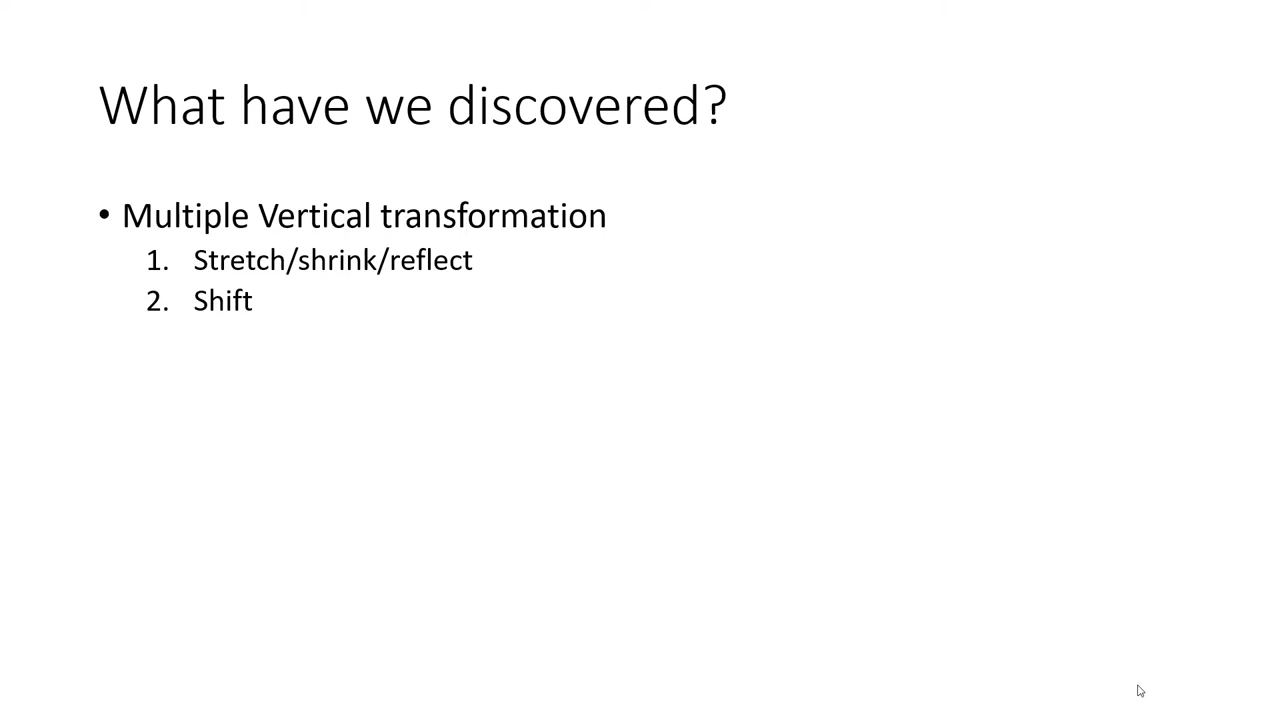 What have we discovered?
• Multiple Vertical transformation
1. Stretch/shrink/reflect
2. Shift